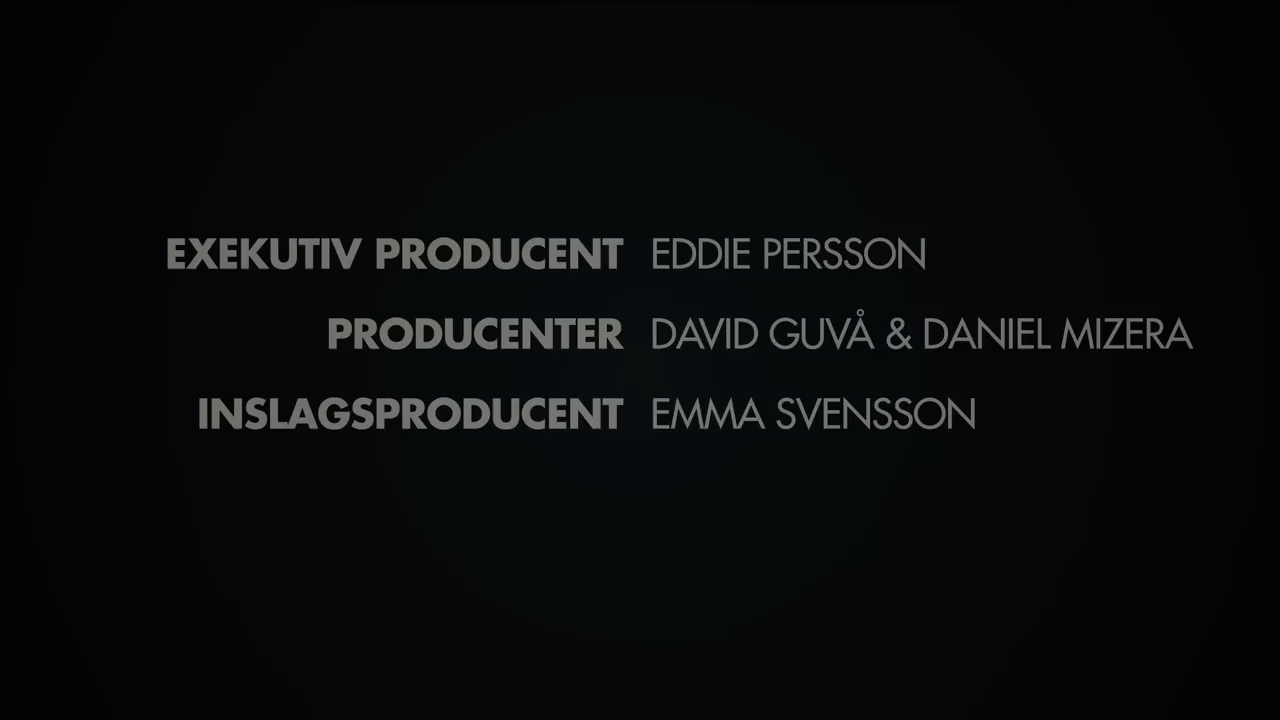 EXEKUTIV PRODUCENT EDDIE PERSSON
PRODUCENTER DAVID GUVÅ & DANIEL MIZERA
INSLAGSPRODUCENT EMMA SVENSSON